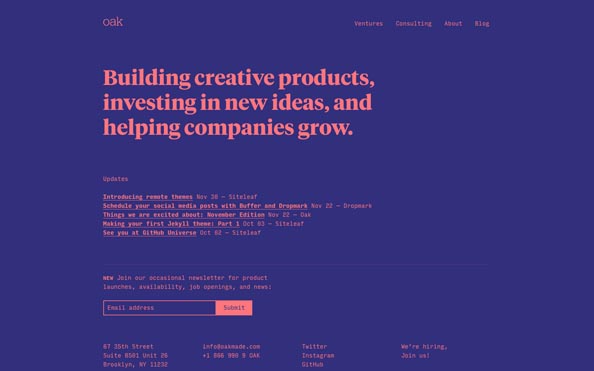 oak
Ventures Consulting About Blog
Building creative products,
investing in new ideas, and
helping companies grow.
Updates
Introducing remote themes Nov 28 — Siteleaf
Schedule your social media posts with Buffer and Dropmark Nov 22 — Dropmark
Things we are excited about: November Edition Nov 22 — Oak
Making your first Jekyll theme: Part 1 Oct 03 — Siteleaf
See you at GitHub Universe Oct 02 — Siteleaf
NEW Join our occasional newsletter for product
launches, availability, job openings, and news:
Email address Submit
67 35th Street
Suite B501 Unit 26
Brooklyn, NY 11232
info@oakmade.com
+1 866 990 8 OAK
Twitter
Instagram
GitHub
We're hiring,
Join us!